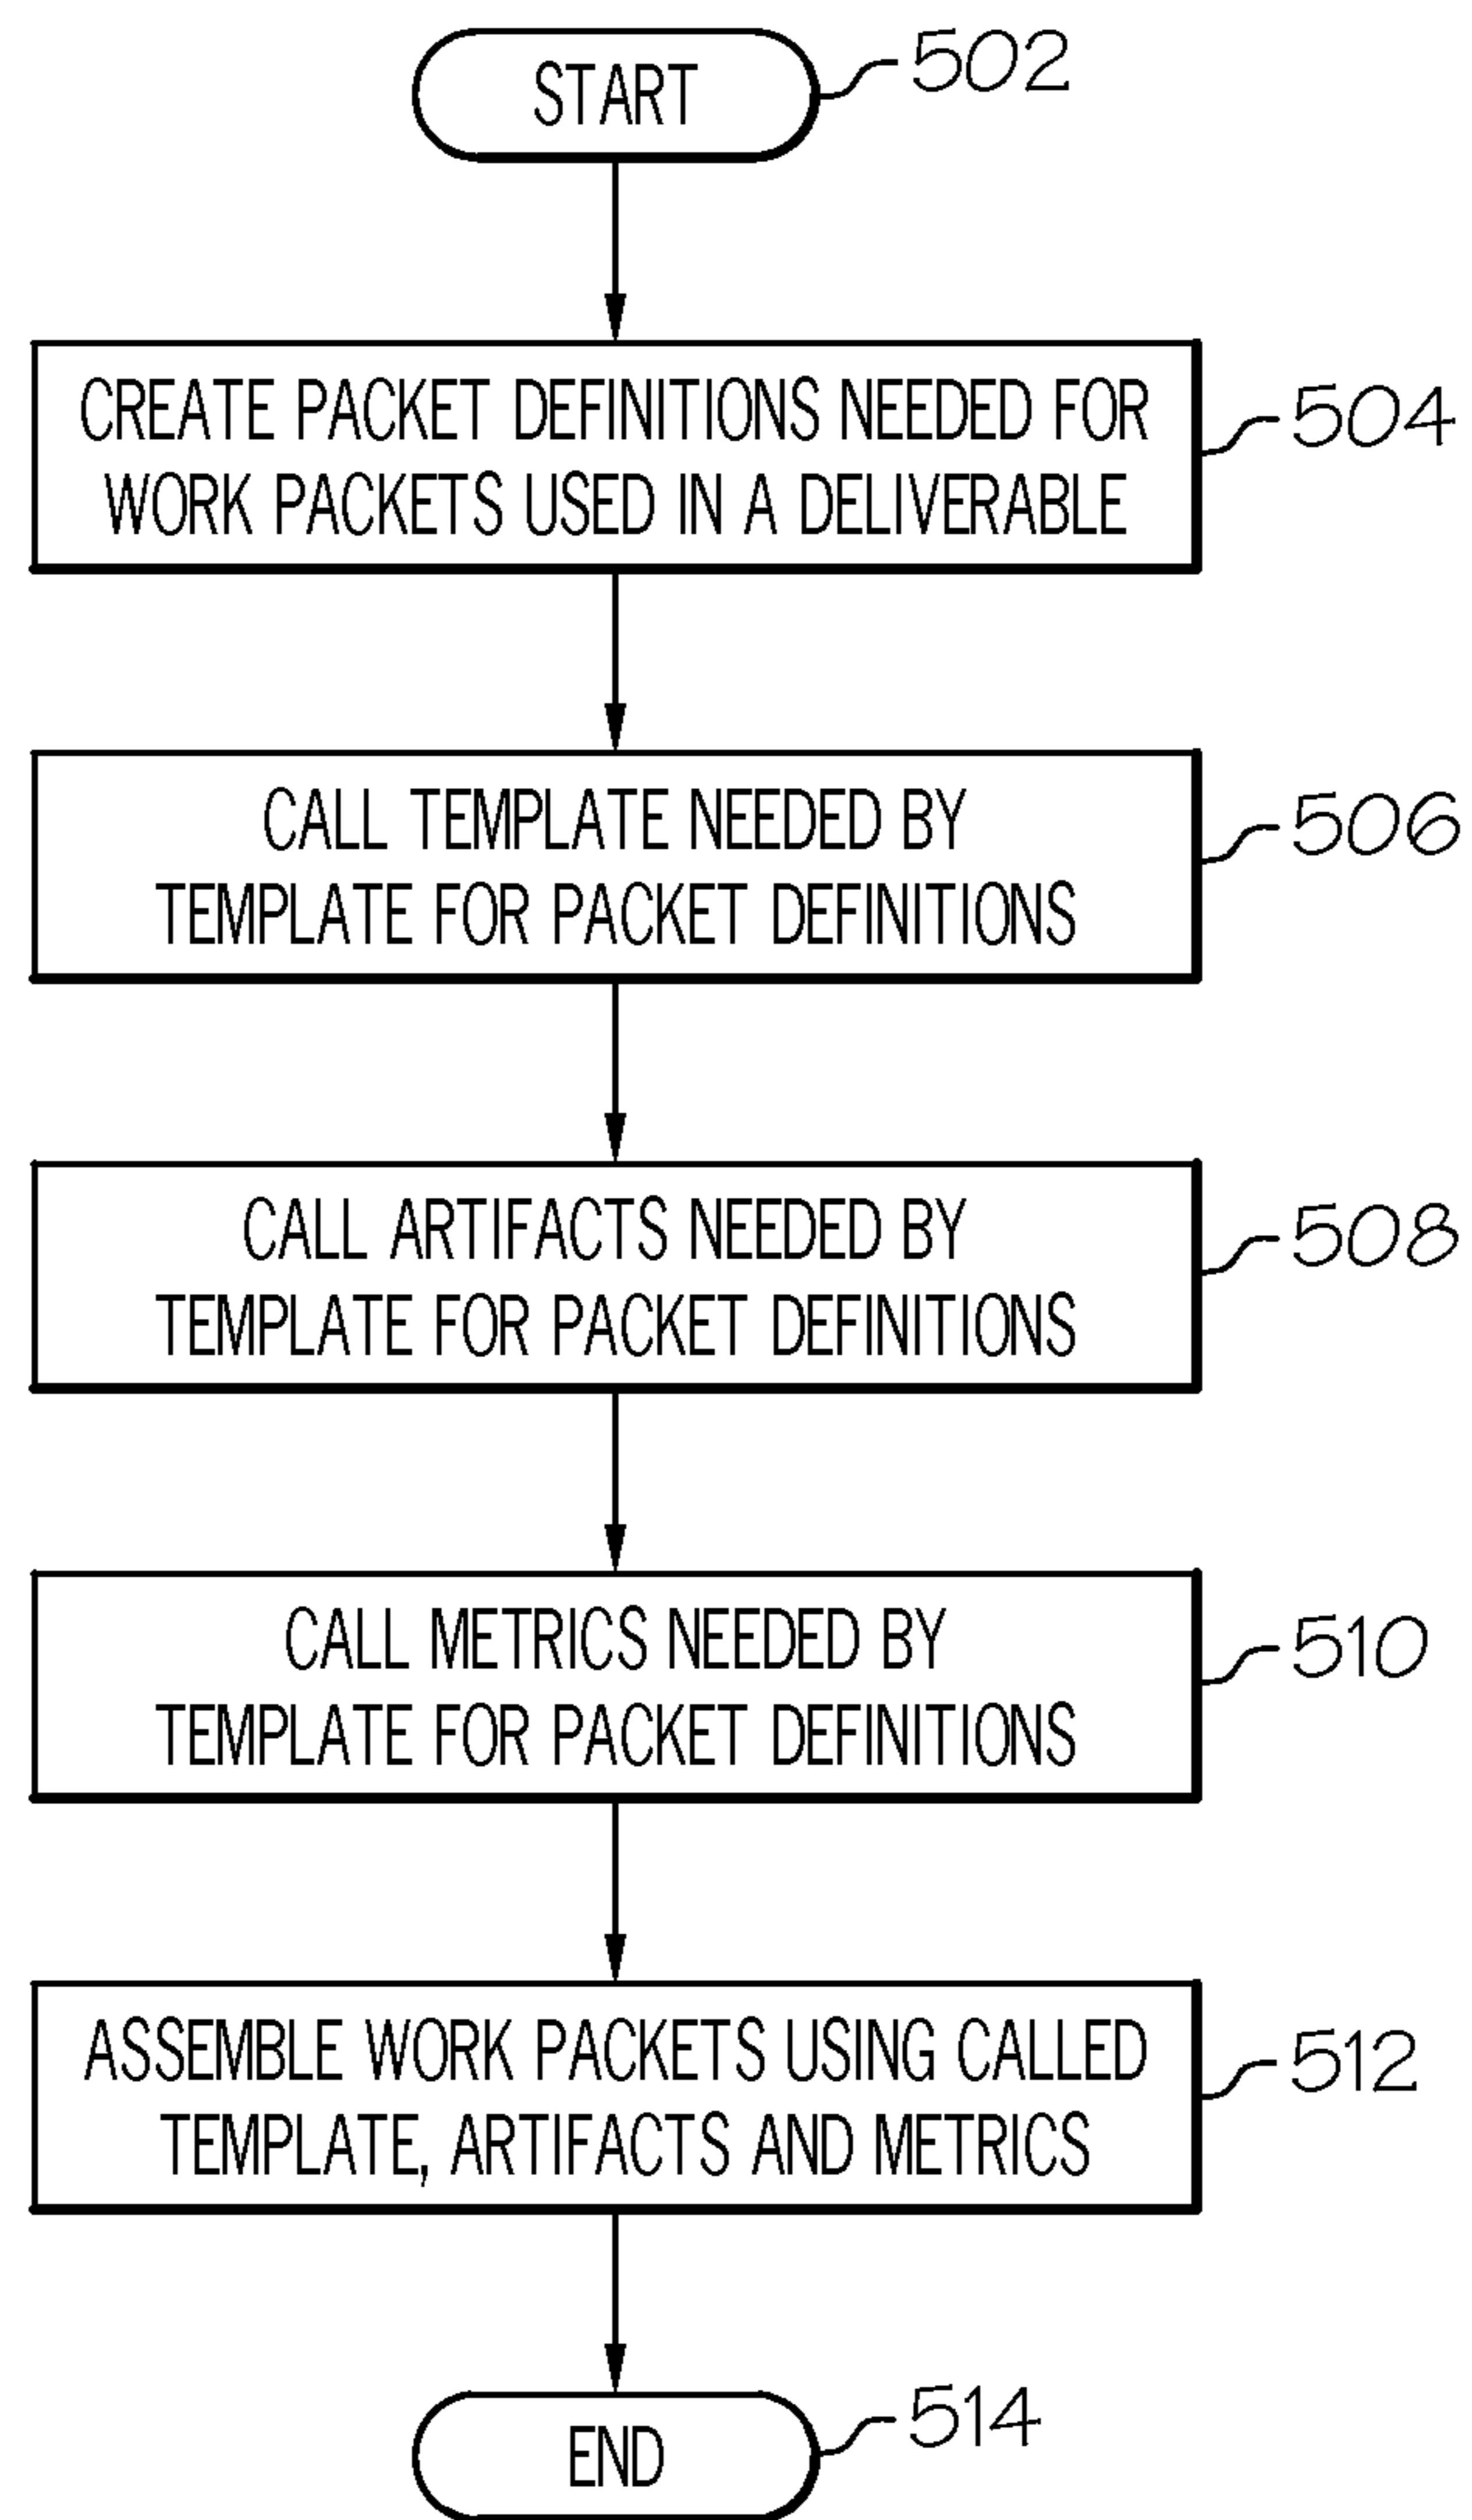 START
502
CREATE PACKET DEFINITIONS NEEDED FOR
WORK PACKETS USED IN A DELIVERABLE
504
CALL TEMPLATE NEEDED BY
TEMPLATE FOR PACKET DEFINITIONS
506
CALL ARTIFACTS NEEDED BY
TEMPLATE FOR PACKET DEFINITIONS
508
CALL METRICS NEEDED BY
TEMPLATE FOR PACKET DEFINITIONS
510
ASSEMBLE WORK PACKETS USING CALLED
TEMPLATE, ARTIFACTS AND METRICS
512
END
514